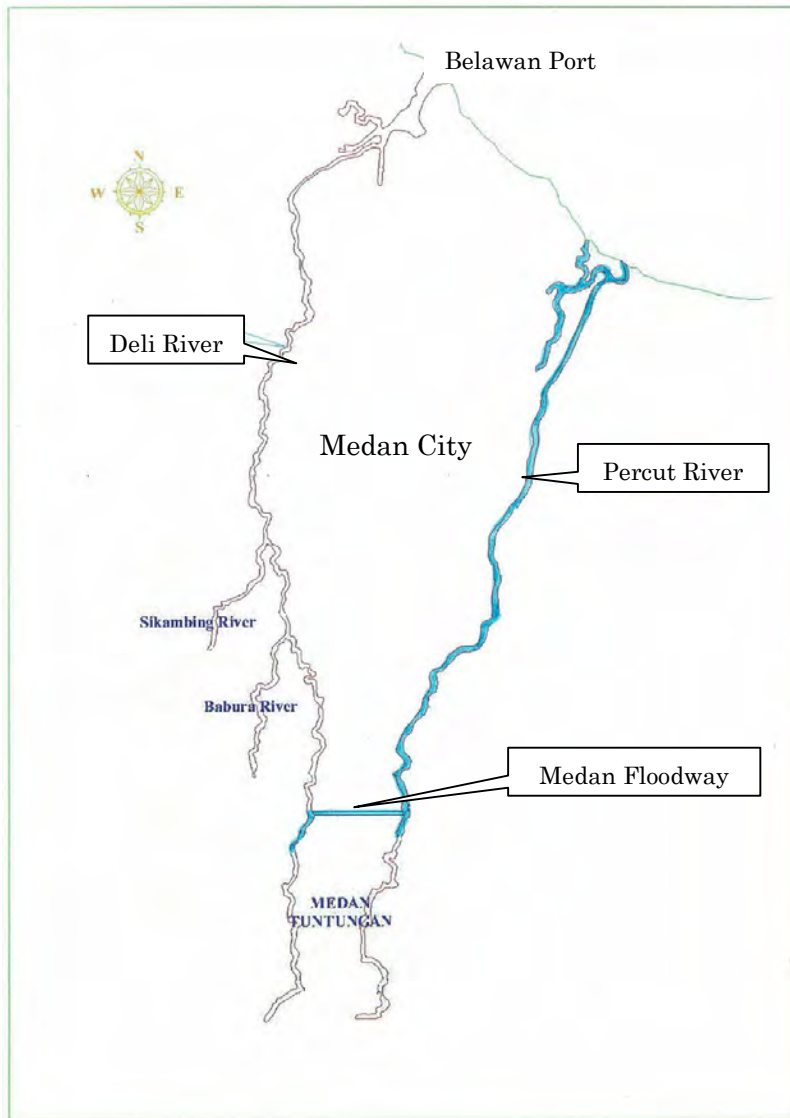 Belawan Port
N
W E
S
Deli River
Medan City
Percut River
Sikambing River
Babura River
Medan Floodway
MEDAN
TUNTUNGAN